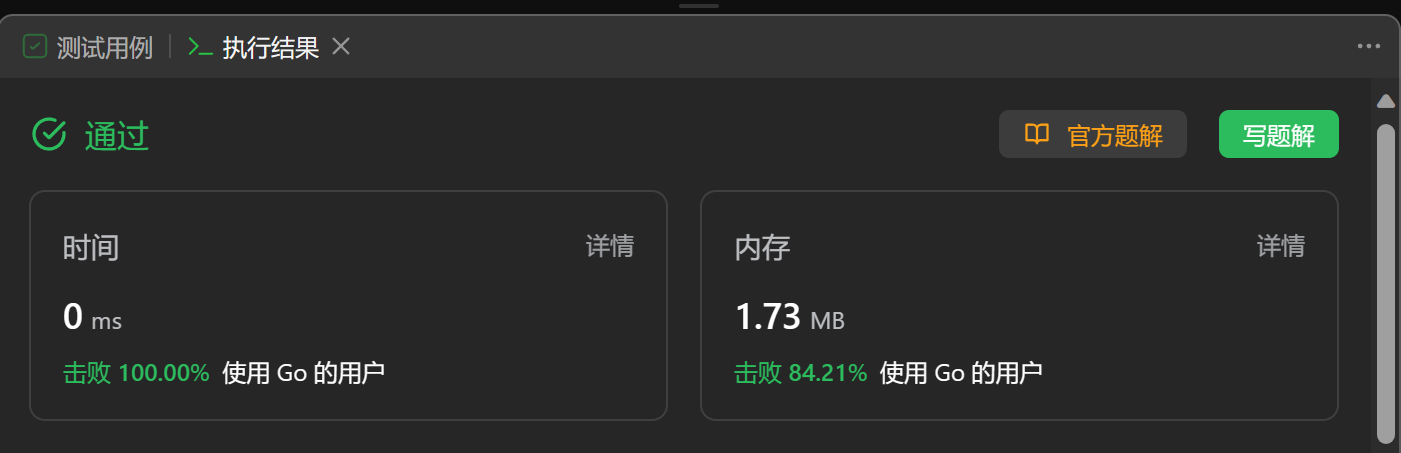 测试用例 执行结果
通过 官方题解 写题解
时间 详情
0 ms
击败 100.00% 使用 Go 的用户
内存 详情
1.73 MB
击败 84.21% 使用 Go 的用户